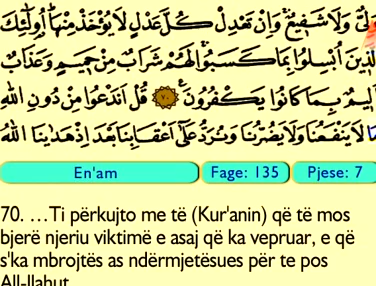 وَلِىٌّ وَلَا شَفِيعٌ وَإِنْ تَعْدِلْ كُلَّ عَدْلٍ لَا يُؤْخَذْ مِنْهَا أُولَٰئِكَ
الَّذِينَ أُبْسِلُوا بِمَا كَسَبُوا لَهُمْ شَرَابٌ مِنْ حَمِيمٍ وَعَذَابٌ
أَلِيمٌ بِمَا كَانُوا يَكْفُرُونَ ٧٠ قُلْ أَنَدْعُوا مِنْ دُونِ اللَّهِ
مَا لَا يَنْفَعُنَا وَلَا يَضُرُّنَا وَنُرَدُّ عَلَىٰ أَعْقَابِنَا بَعْدَ إِذْ هَدَيٰنَا اللَّهُ
En'am Fage: 135 Pjese: 7
70. ...Ti përkujto me të (Kur'anin) që të mos
bjerë njeriu viktimë e asaj që ka vepruar, e që
s'ka mbrojtës as ndërmjetësues për te pos
All-llahut